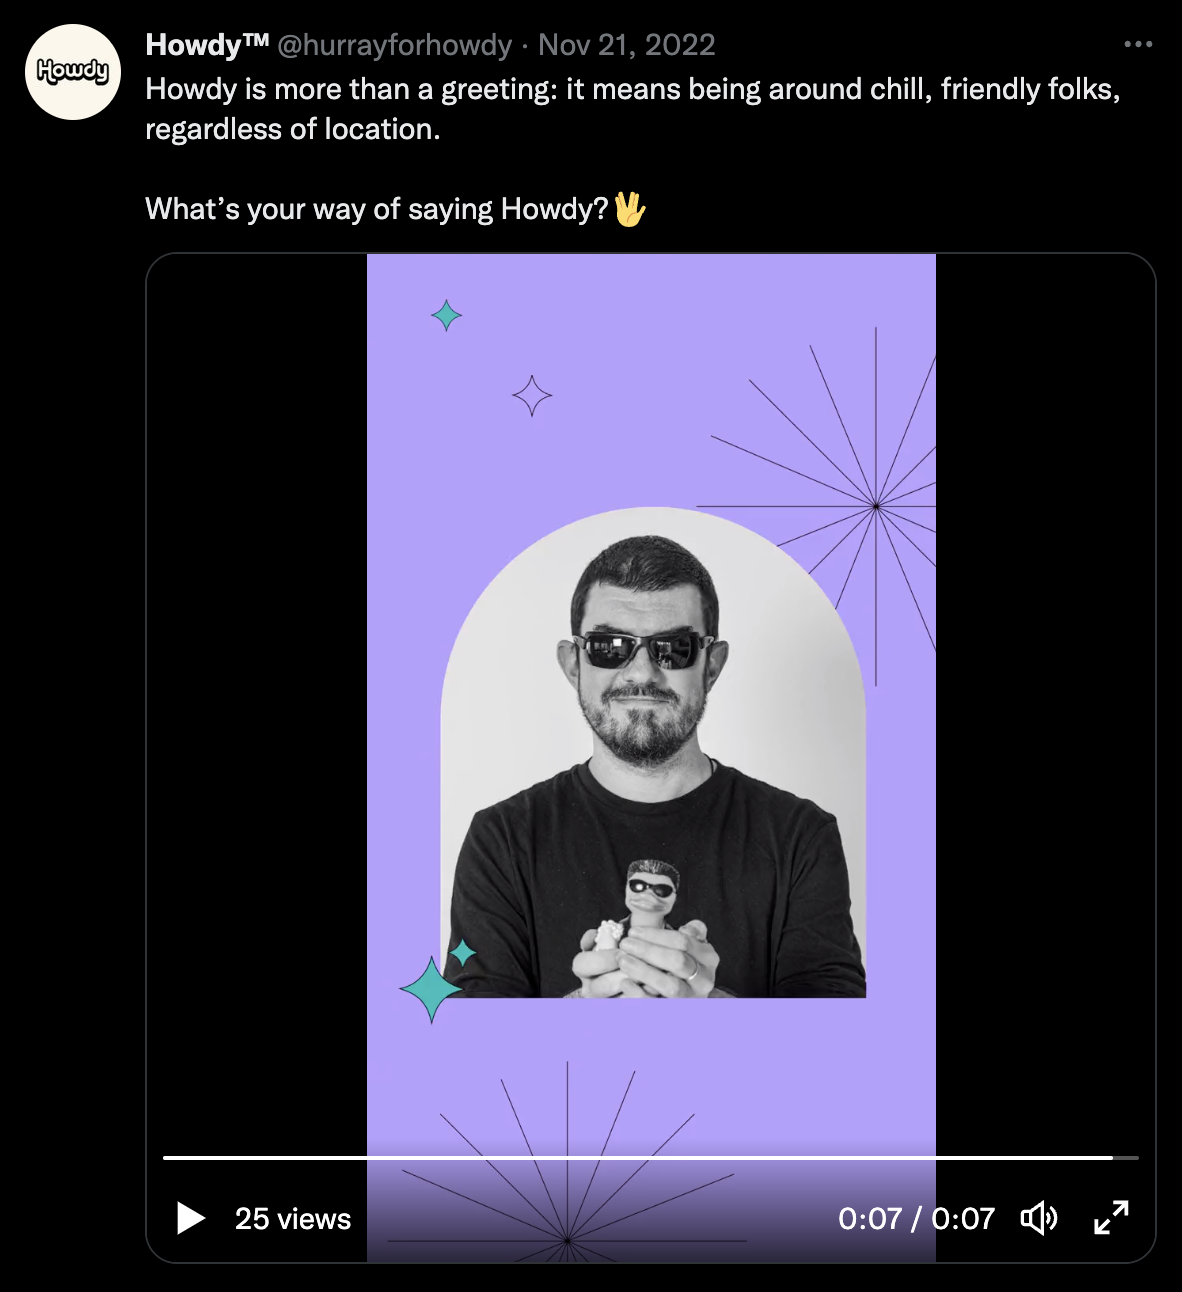 Howdy
Howdy™ @hurrayforhowdy · Nov 21, 2022
Howdy is more than a greeting: it means being around chill, friendly folks,
regardless of location.
What’s your way of saying Howdy?🖖
25 views
0:07 / 0:07